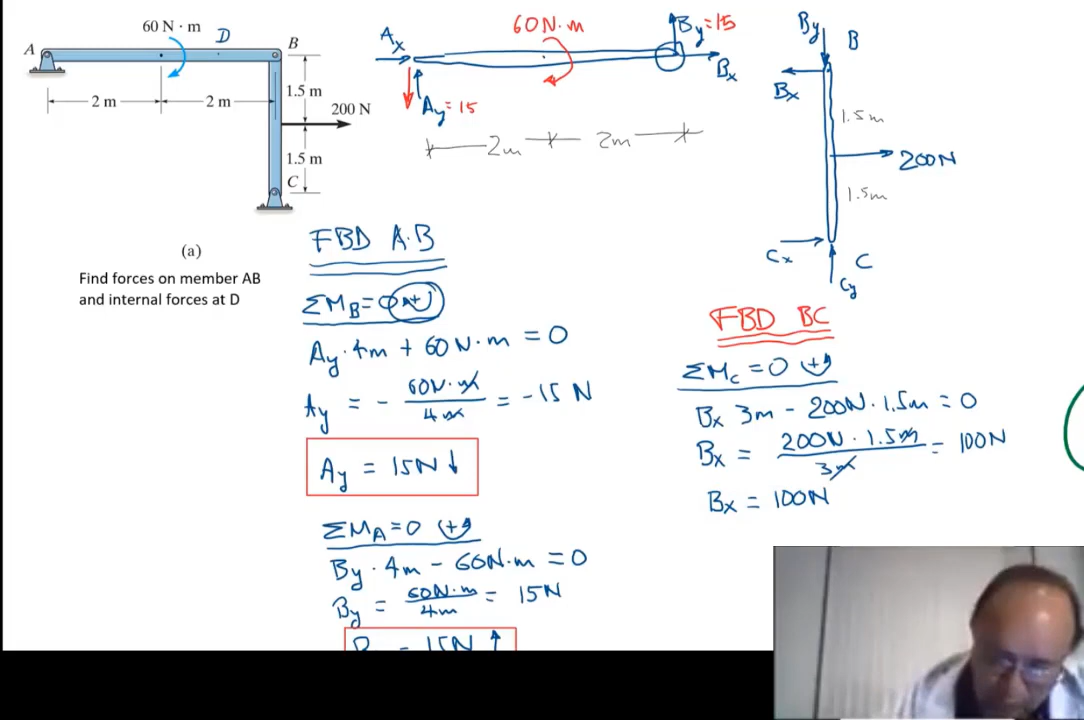 60 N · m
D
A
B
2 m
2 m
1.5 m
200 N
1.5 m
C
(a)
Find forces on member AB
and internal forces at D
Ax
60N·m
By=15
Bx
Ay=15
2m
2m
By
B
Bx
1.5m
200N
1.5m
Cx
C
Cy
FBD A·B
ΣMB=0
Ay·4m + 60N·m = 0
Ay = - 60N·m / 4m = -15 N
Ay = 15N ↓
ΣMA=0 (+
By·4m - 60N·m = 0
By = 60N·m / 4m = 15N
15N ↑
FBD BC
ΣMc = 0 (+
Bx 3m - 200N·1.5m = 0
Bx = 200N·1.5m / 3m = 100N
Bx = 100N